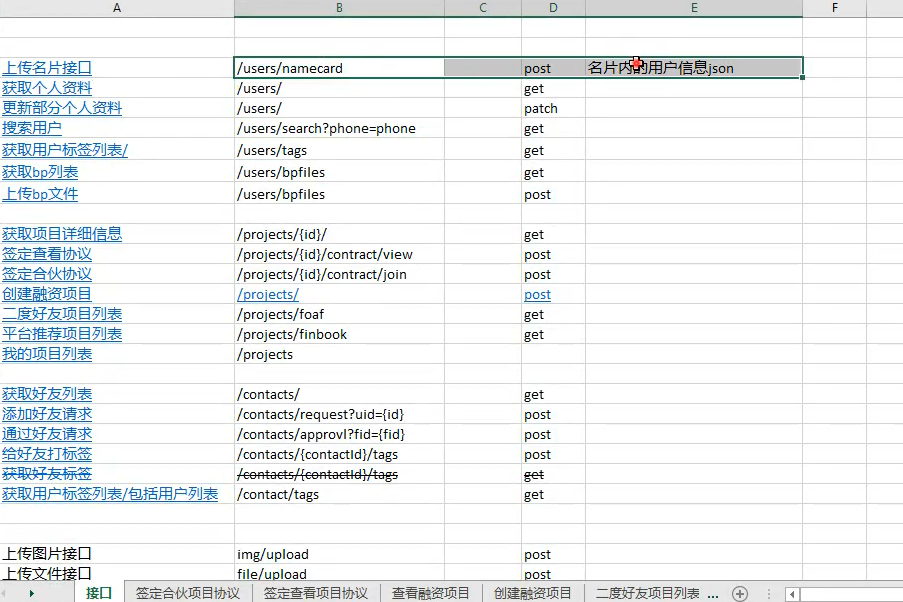 A B C D E F
上传名片接口 /users/namecard post 名片内的用户信息json
获取个人资料 /users/ get
更新部分个人资料 /users/ patch
搜索用户 /users/search?phone=phone get
获取用户标签列表/ /users/tags get
获取bp列表 /users/bpfiles get
上传bp文件 /users/bpfiles post
获取项目详细信息 /projects/{id}/ get
签定查看协议 /projects/{id}/contract/view post
签定合伙协议 /projects/{id}/contract/join post
创建融资项目 /projects/ post
二度好友项目列表 /projects/foaf get
平台推荐项目列表 /projects/finbook get
我的项目列表 /projects
获取好友列表 /contacts/ get
添加好友请求 /contacts/request?uid={id} post
通过好友请求 /contacts/approvl?fid={fid} post
给好友打标签 /contacts/{contactId}/tags post
获取好友标签 /contacts/{contactId}/tags get
获取用户标签列表/包括用户列表 /contact/tags get
上传图片接口 img/upload post
上传文件接口 file/upload post
接口 签定合伙项目协议 签定查看项目协议 查看融资项目 创建融资项目 二度好友项目列表 ...